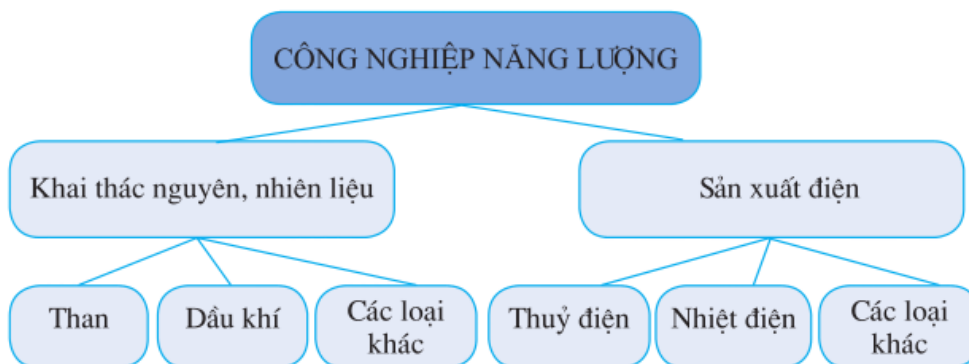 CÔNG NGHIỆP NĂNG LƯỢNG
Khai thác nguyên, nhiên liệu
Sản xuất điện
Than
Dầu khí
Các loại
khác
Thuỷ điện
Nhiệt điện
Các loại
khác